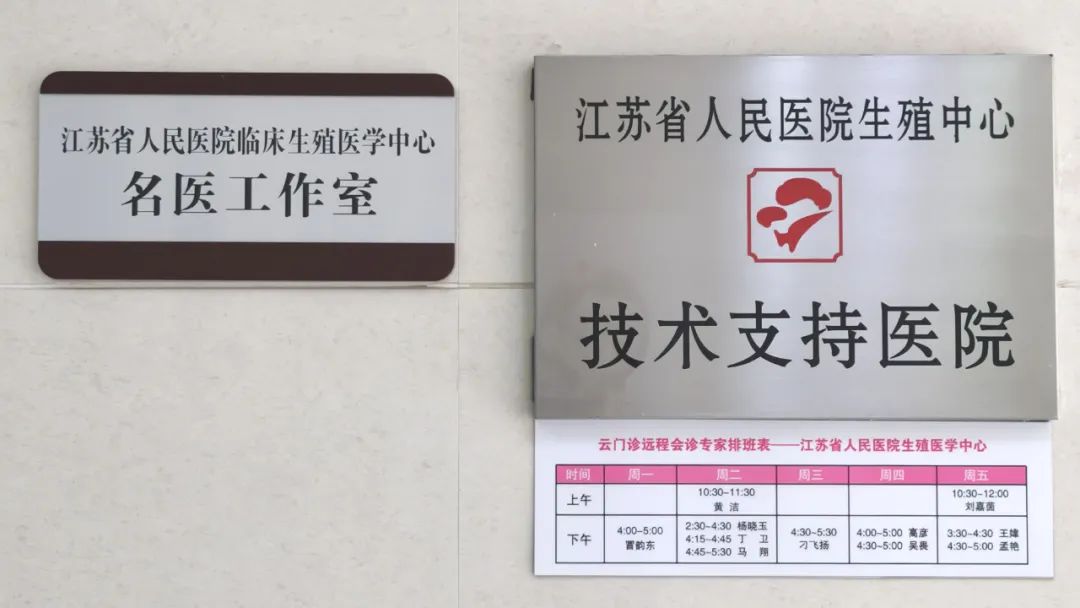 江苏省人民医院临床生殖医学中心
名医工作室
江苏省人民医院生殖中心
技术支持医院
云门诊远程会诊专家排班表——江苏省人民医院生殖医学中心
时间 周一 周二 周三 周四 周五
上午 10:30~11:30 黄洁 10:30~12:00 刘嘉茵
下午 4:00~5:00 冒韵东 2:30~4:30 杨晓玉 4:15~4:45 丁卫 4:45~5:30 马翔 4:30~5:30 刁飞扬 4:00~5:00 高彦 4:30~5:00 吴畏 3:30~4:30 王媁 4:30~5:00 孟艳